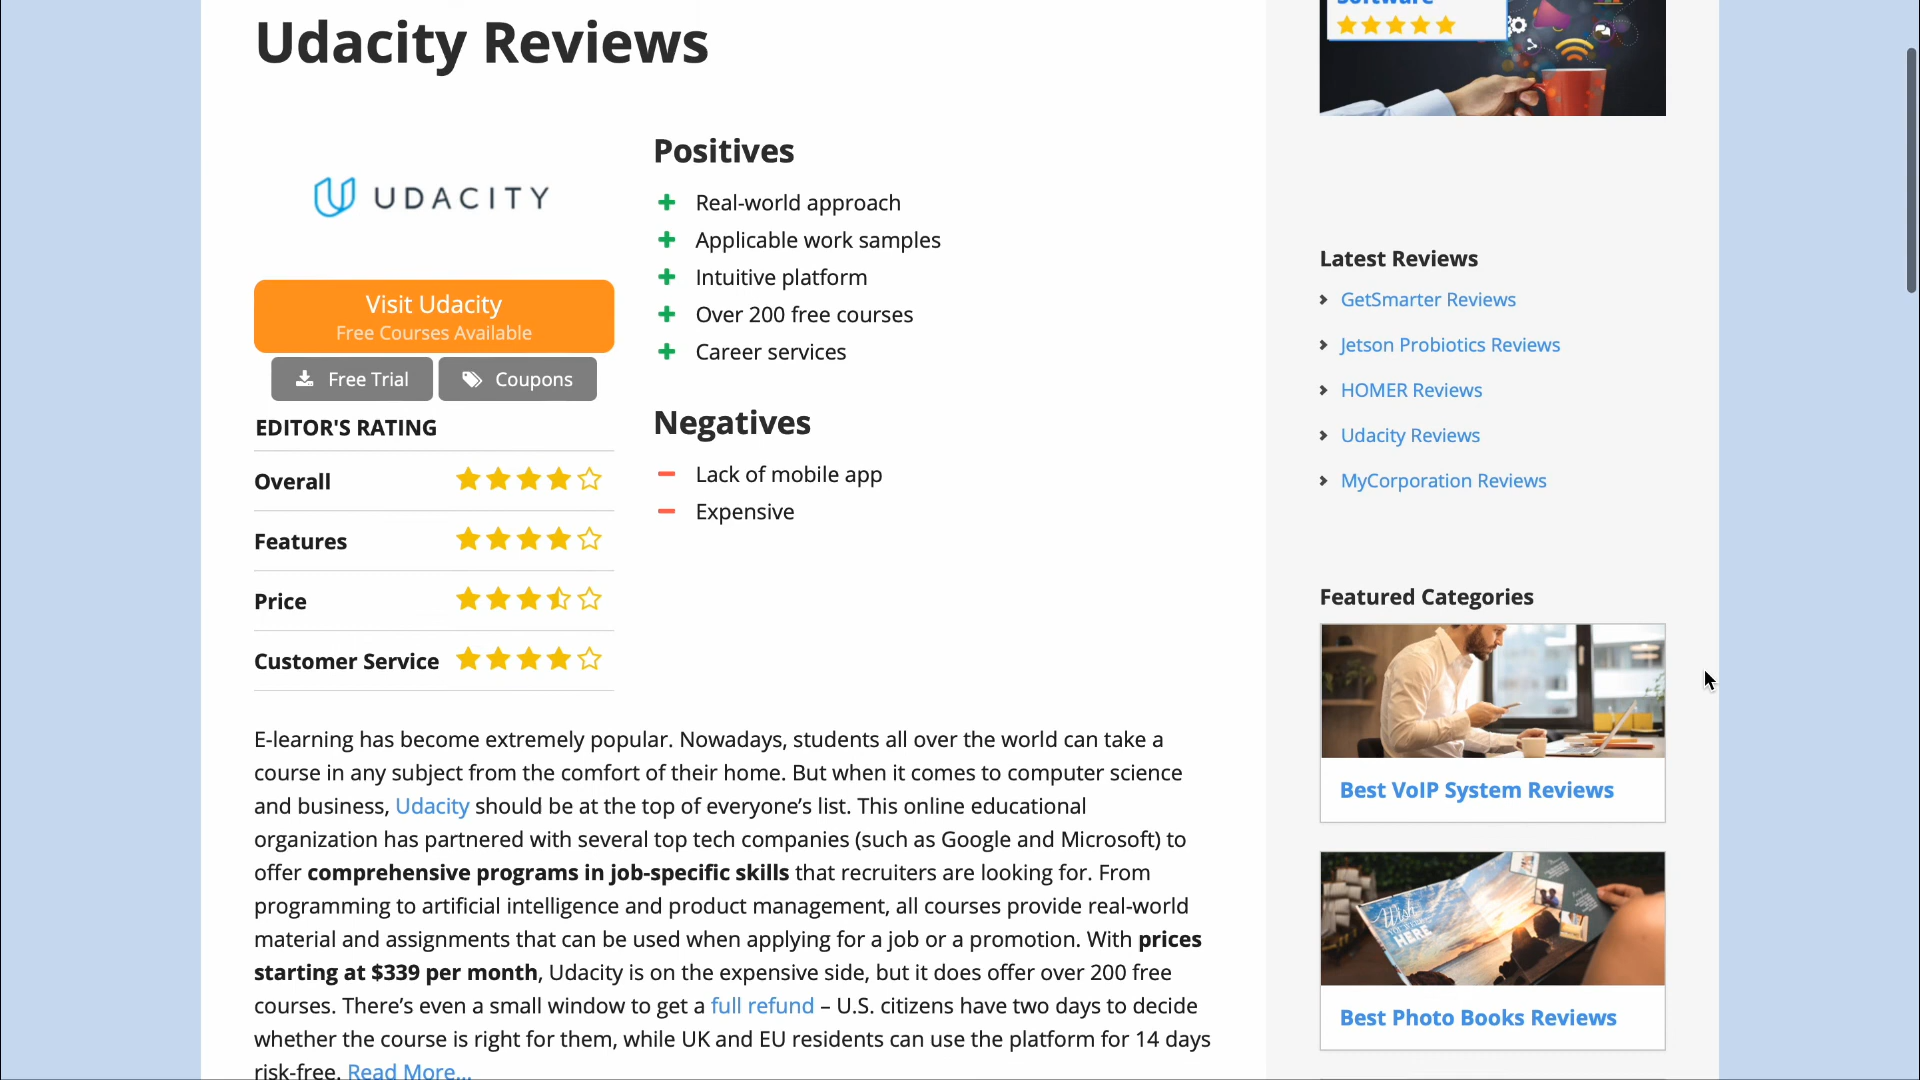 Udacity Reviews
UDACITY
Visit Udacity
Free Courses Available
Free Trial
Coupons
EDITOR'S RATING
Overall
Features
Price
Customer Service
Positives
Real-world approach
Applicable work samples
Intuitive platform
Over 200 free courses
Career services
Negatives
Lack of mobile app
Expensive
E-learning has become extremely popular. Nowadays, students all over the world can take a
course in any subject from the comfort of their home. But when it comes to computer science
and business, Udacity should be at the top of everyone’s list. This online educational
organization has partnered with several top tech companies (such as Google and Microsoft) to
offer comprehensive programs in job-specific skills that recruiters are looking for. From
programming to artificial intelligence and product management, all courses provide real-world
material and assignments that can be used when applying for a job or a promotion. With prices
starting at $339 per month, Udacity is on the expensive side, but it does offer over 200 free
courses. There’s even a small window to get a full refund – U.S. citizens have two days to decide
whether the course is right for them, while UK and EU residents can use the platform for 14 days
risk-free. Read More...
Software
Latest Reviews
GetSmarter Reviews
Jetson Probiotics Reviews
HOMER Reviews
Udacity Reviews
MyCorporation Reviews
Featured Categories
Best VoIP System Reviews
Wish
YOU WERE
HERE
Best Photo Books Reviews